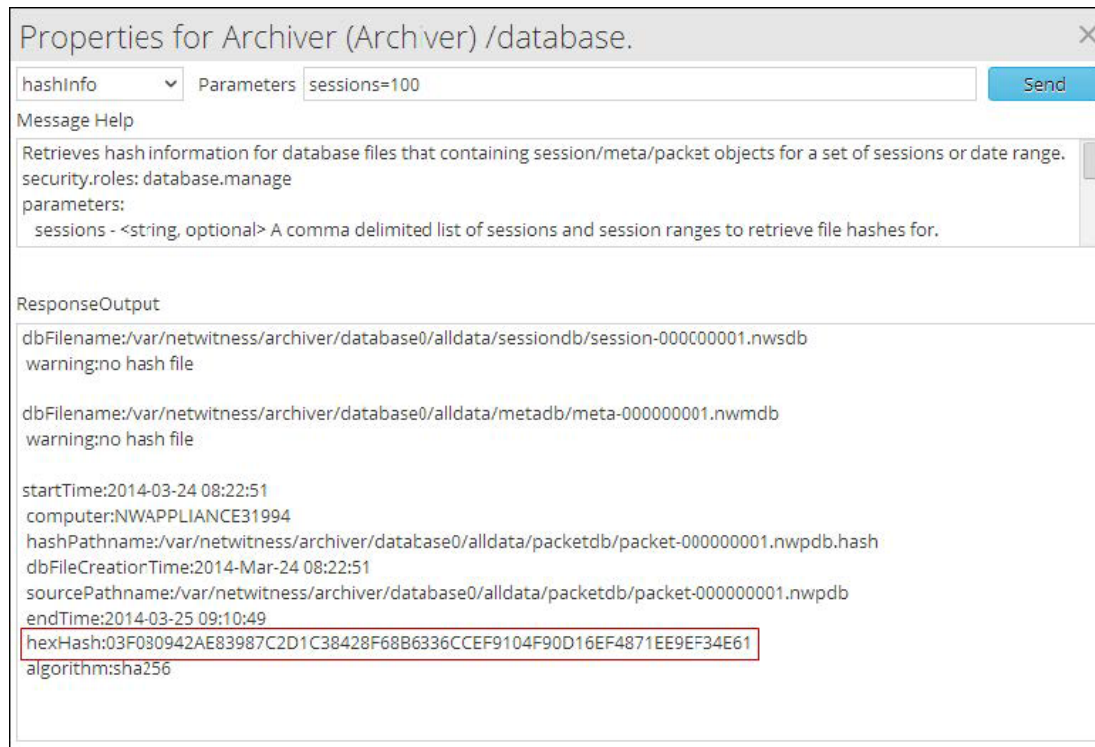 Properties for Archiver (Archiver) /database.
hashInfo Parameters sessions=100 Send
Message Help
Retrieves hash information for database files that containing session/meta/packet objects for a set of sessions or date range.
security.roles: database.manage
parameters:
sessions - <string, optional> A comma delimited list of sessions and session ranges to retrieve file hashes for.
ResponseOutput
dbFilename:/var/netwitness/archiver/database0/alldata/sessiondb/session-000000001.nwsdb
warning:no hash file
dbFilename:/var/netwitness/archiver/database0/alldata/metadb/meta-000000001.nwmdb
warning:no hash file
startTime:2014-03-24 08:22:51
computer:NWAPPLIANCE31994
hashPathname:/var/netwitness/archiver/database0/alldata/packetdb/packet-000000001.nwpdb.hash
dbFileCreationTime:2014-Mar-24 08:22:51
sourcePathname:/var/netwitness/archiver/database0/alldata/packetdb/packet-000000001.nwpdb
endTime:2014-03-25 09:10:49
hexHash:03F080942AE83987C2D1C38428F68B6336CCEF9104F90D16EF4871EE9EF34E61
algorithm:sha256